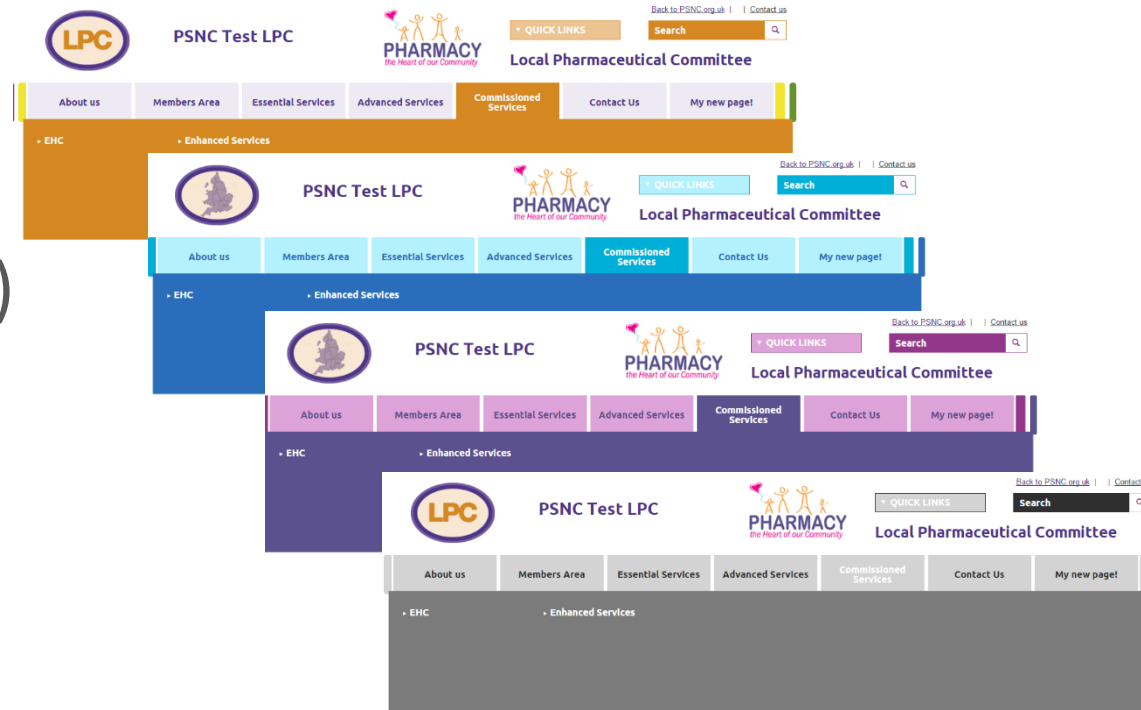 Back to PSNC.org.uk | | Contact us
LPC
PSNC Test LPC
PHARMACY
the Heart of our Community
QUICK LINKS
Search
Local Pharmaceutical Committee
About us
Members Area
Essential Services
Advanced Services
Commissioned
Services
Contact Us
My new page!
EHC
Enhanced Services
)
Back to PSNC.org.uk | | Contact us
PSNC Test LPC
PHARMACY
the Heart of our Community
QUICK LINKS
Search
Local Pharmaceutical Committee
About us
Members Area
Essential Services
Advanced Services
Commissioned
Services
Contact Us
My new page!
EHC
Enhanced Services
Back to PSNC.org.uk | | Contact us
PSNC Test LPC
PHARMACY
the Heart of our Community
QUICK LINKS
Search
Local Pharmaceutical Committee
About us
Members Area
Essential Services
Advanced Services
Commissioned
Services
Contact Us
My new page!
EHC
Enhanced Services
Back to PSNC.org.uk | | Contact
LPC
PSNC Test LPC
PHARMACY
the Heart of our Community
QUICK LINKS
Search
Local Pharmaceutical Committee
About us
Members Area
Essential Services
Advanced Services
Commissioned
Services
Contact Us
My new page!
EHC
Enhanced Services